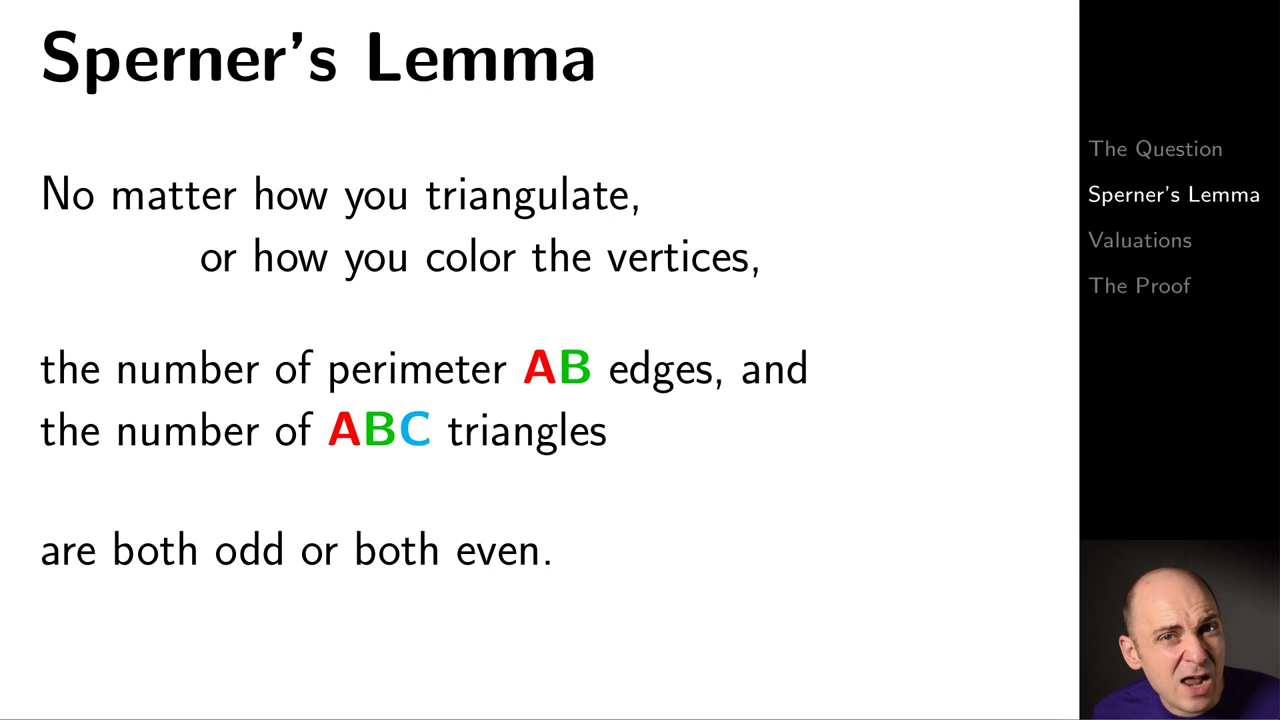 Sperner's Lemma
No matter how you triangulate,
or how you color the vertices,
the number of perimeter AB edges, and
the number of ABC triangles
are both odd or both even.
The Question
Sperner's Lemma
Valuations
The Proof